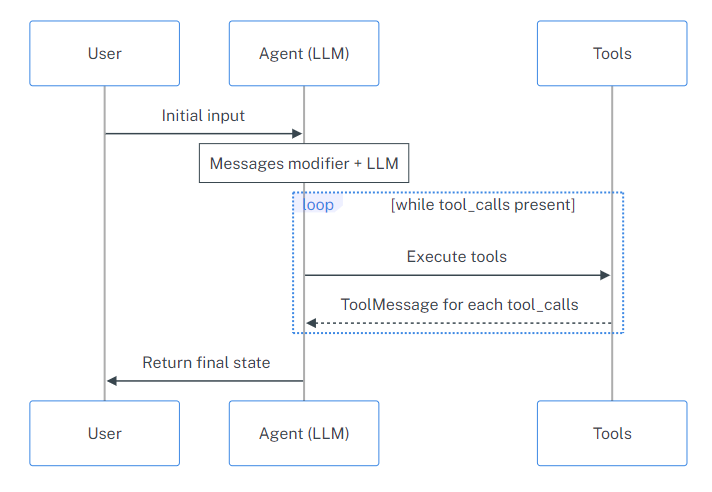 User
Agent (LLM)
Tools
Initial input
Messages modifier + LLM
loop
[while tool_calls present]
Execute tools
ToolMessage for each tool_calls
Return final state
User
Agent (LLM)
Tools